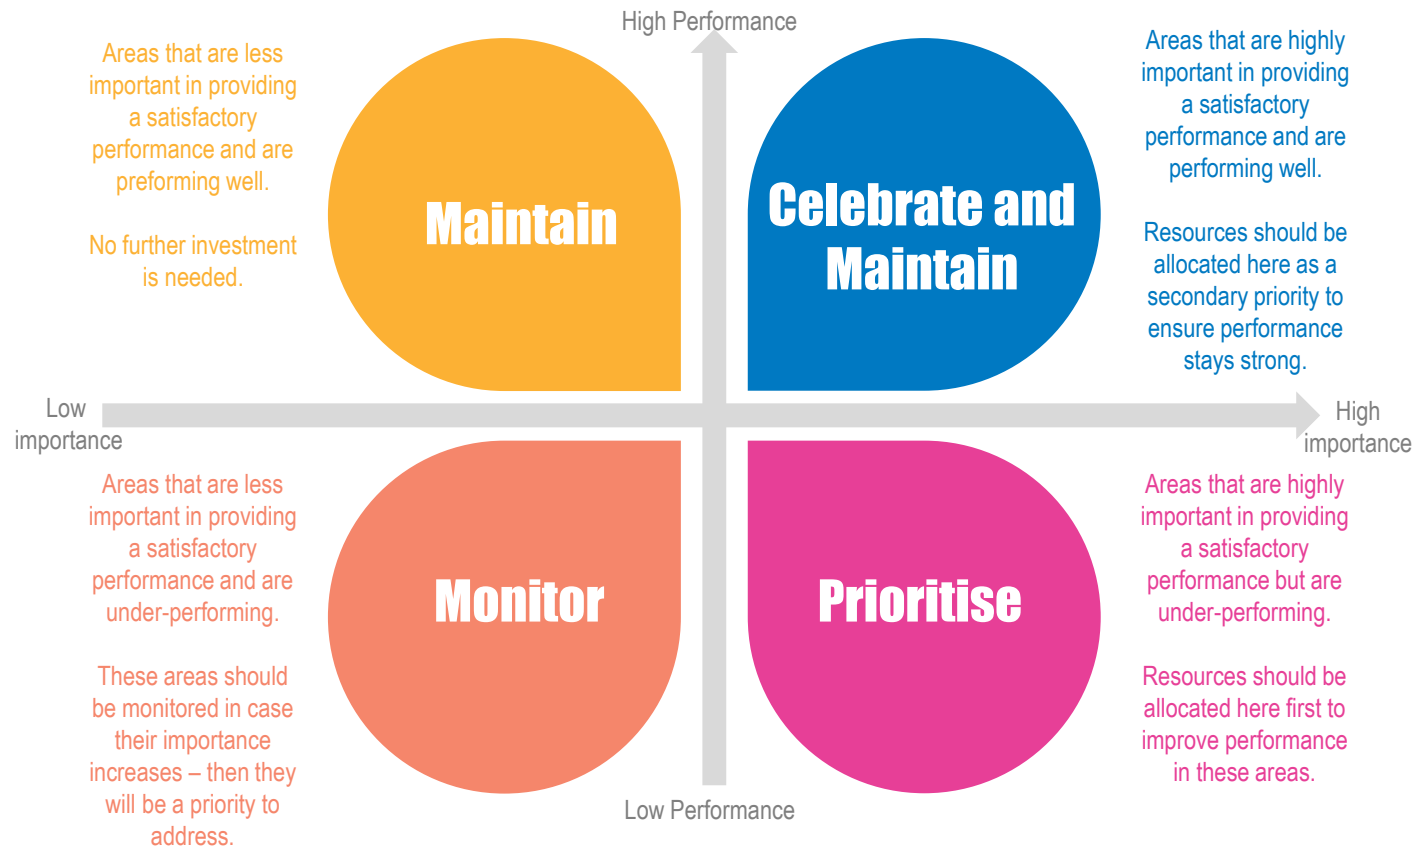 High Performance
Areas that are less
important in providing
a satisfactory
performance and are
preforming well.
No further investment
is needed.
Maintain
Celebrate and
Maintain
Areas that are highly
important in providing
a satisfactory
performance and are
performing well.
Resources should be
allocated here as a
secondary priority to
ensure performance
stays strong.
Low
importance
High
importance
Areas that are less
important in providing
a satisfactory
performance and are
under-performing.
These areas should
be monitored in case
their importance
increases – then they
will be a priority to
address.
Monitor
Prioritise
Areas that are highly
important in providing
a satisfactory
performance but are
under-performing.
Resources should be
allocated here first to
improve performance
in these areas.
Low Performance